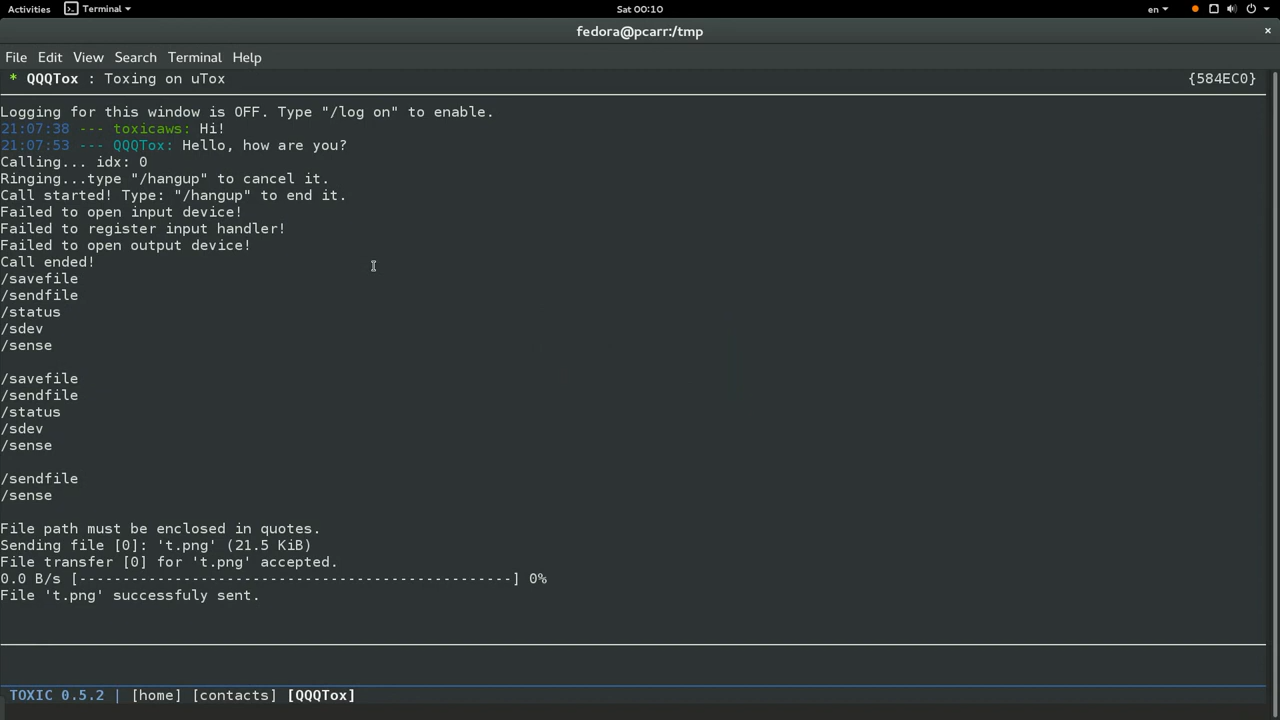 Activities Terminal Sat 00:10 en
fedora@pcarr:/tmp ×
File Edit View Search Terminal Help
* QQQTox : Toxing on uTox {584EC0}
Logging for this window is OFF. Type "/log on" to enable.
21:07:38 --- toxicaws: Hi!
21:07:53 --- QQQTox: Hello, how are you?
Calling... idx: 0
Ringing...type "/hangup" to cancel it.
Call started! Type: "/hangup" to end it.
Failed to open input device!
Failed to register input handler!
Failed to open output device!
Call ended!
/savefile
/sendfile
/status
/sdev
/sense
/savefile
/sendfile
/status
/sdev
/sense
/sendfile
/sense
File path must be enclosed in quotes.
Sending file [0]: 't.png' (21.5 KiB)
File transfer [0] for 't.png' accepted.
0.0 B/s [--------------------------------------------------] 0%
File 't.png' successfuly sent.
TOXIC 0.5.2 | [home] [contacts] [QQQTox]